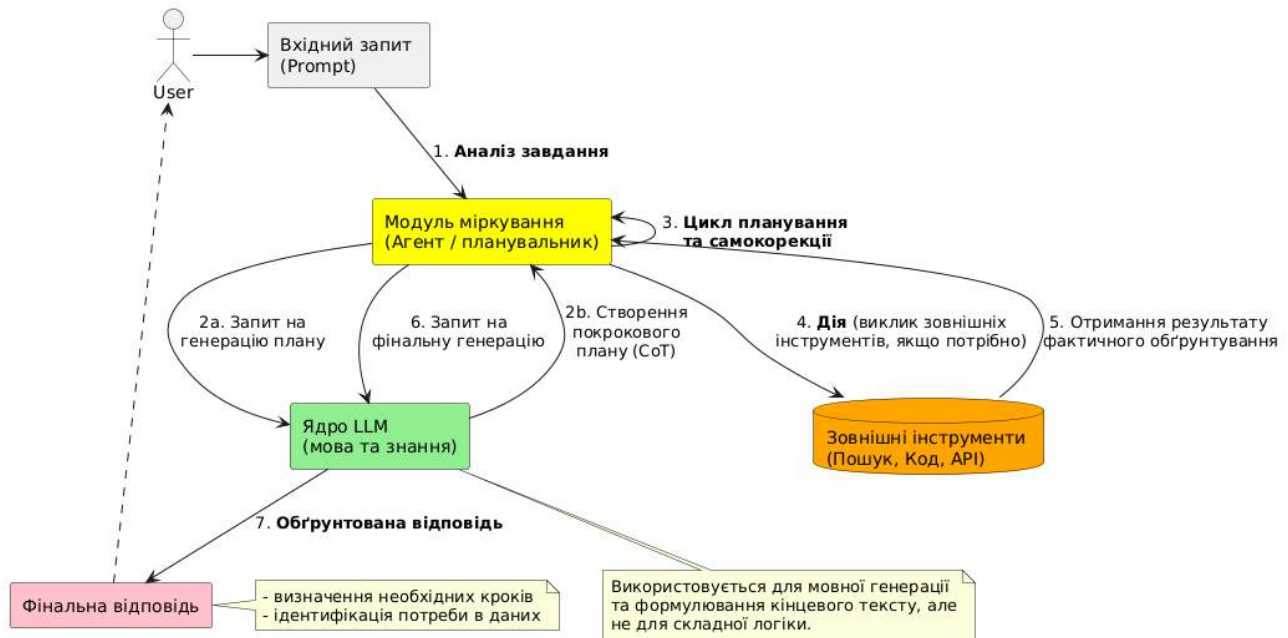 Вхідний запит
(Prompt)
User
1. Аналіз завдання
Модуль міркування
(Агент / планувальник)
3. Цикл планування
та самокорекції
2a. Запит на
генерацію плану
6. Запит на
фінальну генерацію
2b. Створення
покрокового
плану (CoT)
4. Дія (виклик зовнішніх
інструментів, якщо потрібно)
5. Отримання результату
фактичного обґрунтування
Ядро LLM
(мова та знання)
Зовнішні інструменти
(Пошук, Код, API)
7. Обґрунтована відповідь
Фінальна відповідь
- визначення необхідних кроків
- ідентифікація потреби в даних
Використовується для мовної генерації
та формулювання кінцевого тексту, але
не для складної логіки.